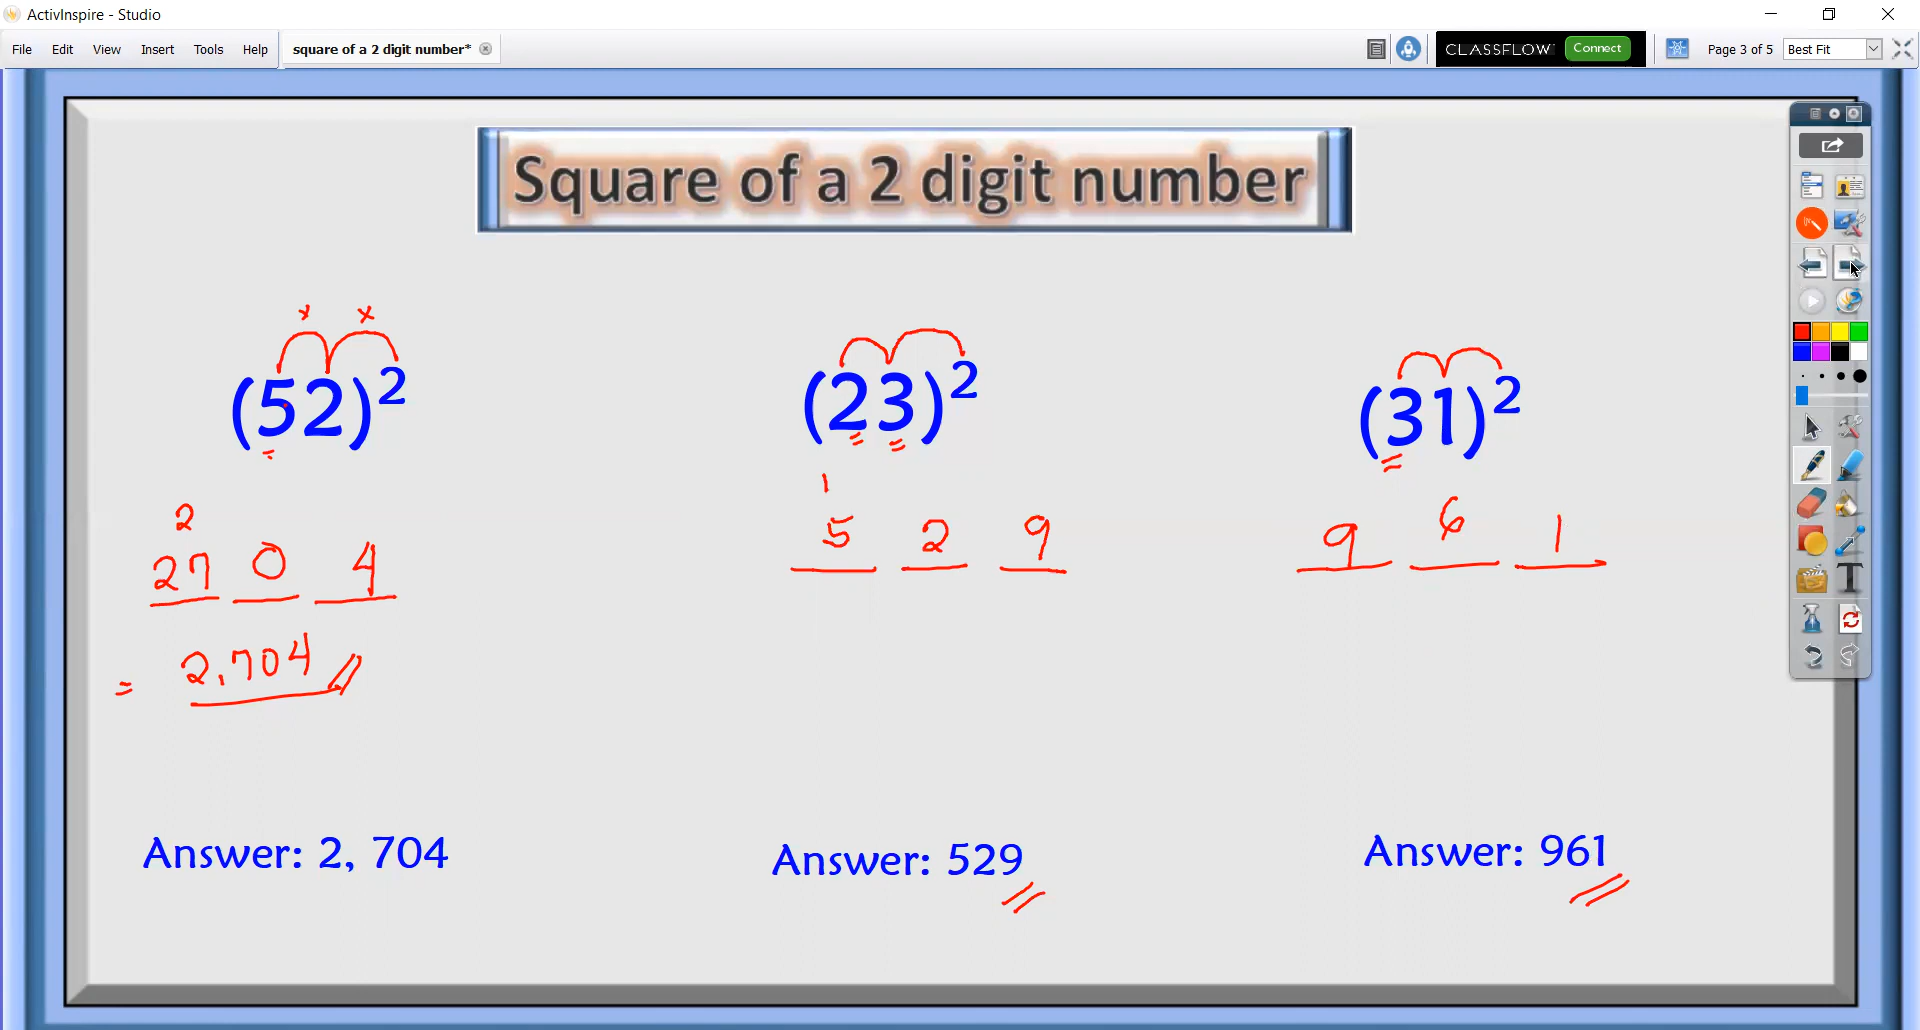 ActivInspire - Studio
File Edit View Insert Tools Help
square of a 2 digit number*
CLASSFLOW Connect
Page 3 of 5
Best Fit
Square of a 2 digit number
x x
(52)²
2
27 0 4
= 2,704
Answer: 2, 704
(23)²
1
5 2 9
Answer: 529
(31)²
9 6 1
Answer: 961
T